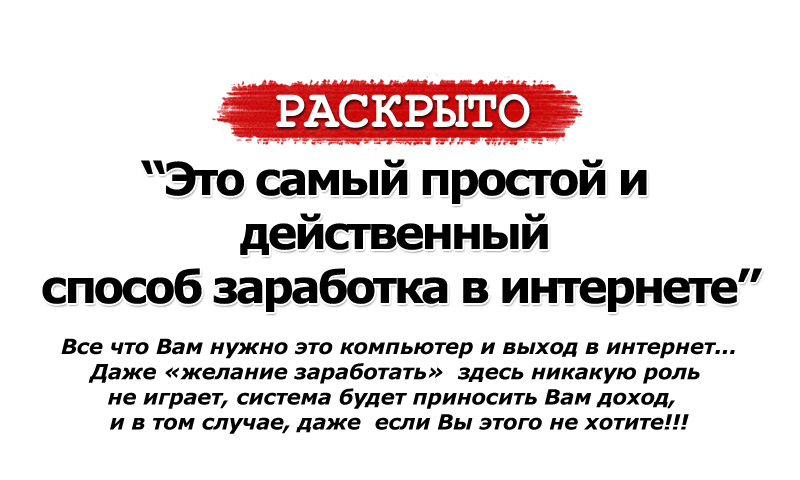 РАСКРЫТО
“Это самый простой и
действенный
способ заработка в интернете”
Все что Вам нужно это компьютер и выход в интернет...
Даже «желание заработать» здесь никакую роль
не играет, система будет приносить Вам доход,
и в том случае, даже если Вы этого не хотите!!!